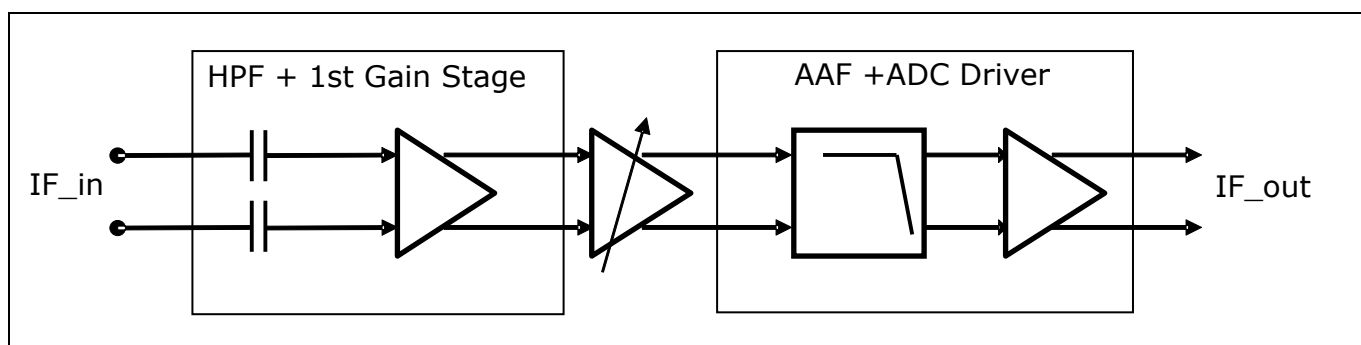 HPF + 1st Gain Stage
AAF +ADC Driver
IF_in
IF_out